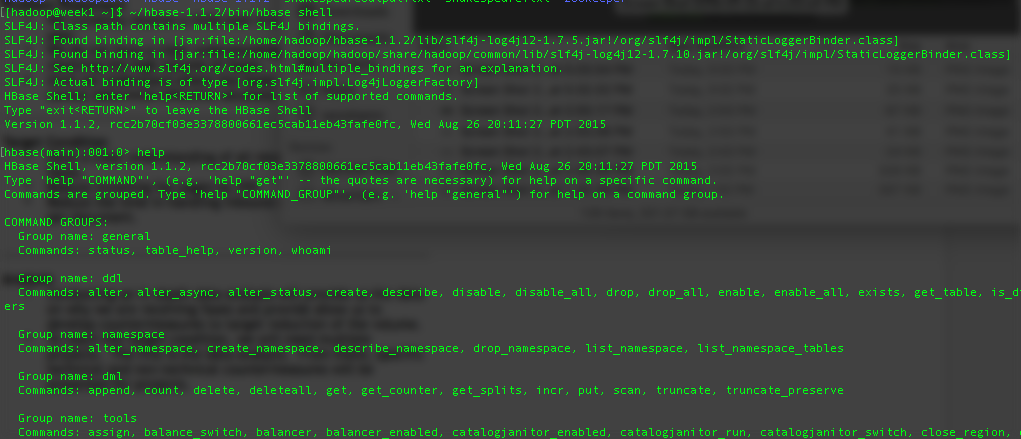 [[hadoop@week1 ~]$ ~/hbase-1.1.2/bin/hbase shell
SLF4J: Class path contains multiple SLF4J bindings.
SLF4J: Found binding in [jar:file:/home/hadoop/hbase-1.1.2/lib/slf4j-log4j12-1.7.5.jar!/org/slf4j/impl/StaticLoggerBinder.class]
SLF4J: Found binding in [jar:file:/home/hadoop/hadoop/share/hadoop/common/lib/slf4j-log4j12-1.7.10.jar!/org/slf4j/impl/StaticLoggerBinder.class]
SLF4J: See http://www.slf4j.org/codes.html#multiple_bindings for an explanation.
SLF4J: Actual binding is of type [org.slf4j.impl.Log4jLoggerFactory]
HBase Shell; enter 'help<RETURN>' for list of supported commands.
Type "exit<RETURN>" to leave the HBase Shell
Version 1.1.2, rcc2b70cf03e3378800661ec5cab11eb43fafe0fc, Wed Aug 26 20:11:27 PDT 2015
[hbase(main):001:0> help
HBase Shell, version 1.1.2, rcc2b70cf03e3378800661ec5cab11eb43fafe0fc, Wed Aug 26 20:11:27 PDT 2015
Type 'help "COMMAND"', (e.g. 'help "get"' -- the quotes are necessary) for help on a specific command.
Commands are grouped. Type 'help "COMMAND_GROUP"', (e.g. 'help "general"') for help on a command group.
COMMAND GROUPS:
Group name: general
Commands: status, table_help, version, whoami
Group name: ddl
Commands: alter, alter_async, alter_status, create, describe, disable, disable_all, drop, drop_all, enable, enable_all, exists, get_table, is_d
ers
Group name: namespace
Commands: alter_namespace, create_namespace, describe_namespace, drop_namespace, list_namespace, list_namespace_tables
Group name: dml
Commands: append, count, delete, deleteall, get, get_counter, get_splits, incr, put, scan, truncate, truncate_preserve
Group name: tools
Commands: assign, balance_switch, balancer, balancer_enabled, catalogjanitor_enabled, catalogjanitor_run, catalogjanitor_switch, close_region,